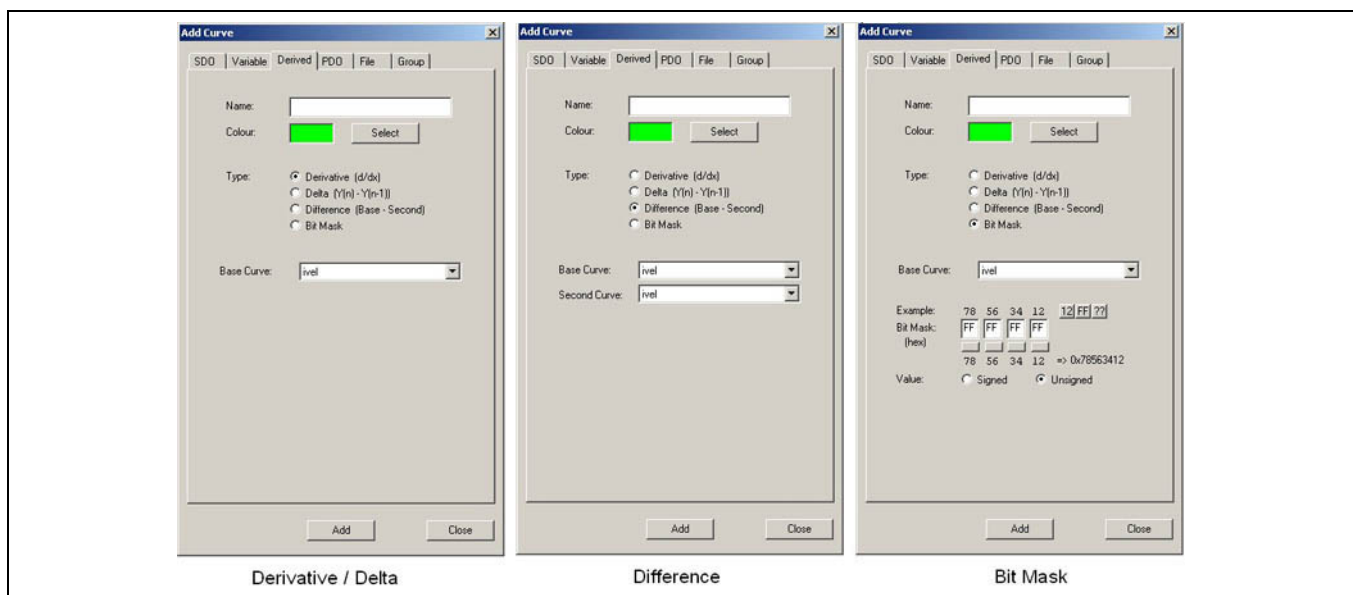 Add Curve
SDO Variable Derived PDO File Group
Name:
Colour: Select
Type: Derivative (d/dx)
Delta (Y(n) - Y(n-1))
Difference (Base - Second)
Bit Mask
Base Curve: ivel
Add Close
Derivative / Delta
Add Curve
SDO Variable Derived PDO File Group
Name:
Colour: Select
Type: Derivative (d/dx)
Delta (Y(n) - Y(n-1))
Difference (Base - Second)
Bit Mask
Base Curve: ivel
Second Curve: ivel
Add Close
Difference
Add Curve
SDO Variable Derived PDO File Group
Name:
Colour: Select
Type: Derivative (d/dx)
Delta (Y(n) - Y(n-1))
Difference (Base - Second)
Bit Mask
Base Curve: ivel
Example: 78 56 34 12 12 FF ??
Bit Mask: FF FF FF FF
(hex)
78 56 34 12 => 0x78563412
Value: Signed Unsigned
Add Close
Bit Mask